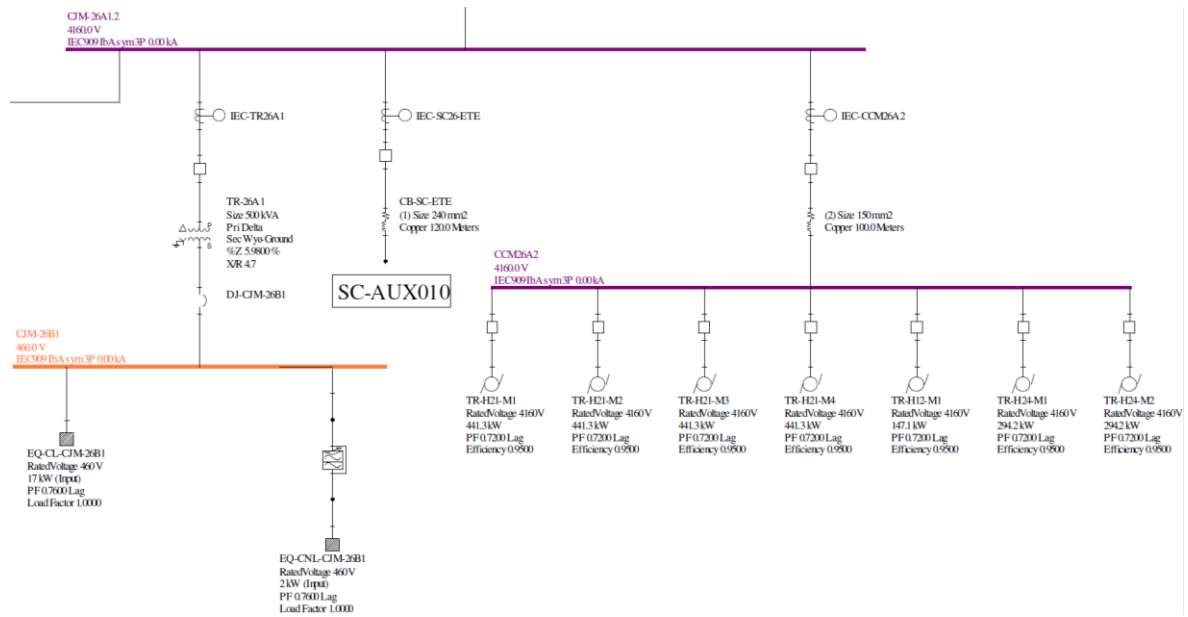 CJM-26A1.2
4160.0 V
IEC909 IbAsym3P 0.00 kA
IEC-TR26A1
IEC-SC26-ETE
IEC-CCM26A2
TR-26A1
Size 500 kVA
Pri Delta
Sec Wye-Ground
%Z 5.9800 %
X/R 4.7
P
S
CB-SC-ETE
(1) Size 240 mm2
Copper 120.0 Meters
(2) Size 150mm2
Copper 100.0 Meters
SC-AUX010
DJ-CJM-26B1
CCM26A2
4160.0 V
IEC909 IbAsym3P 0.00 kA
CJM-26B1
460.0 V
IEC909 IbAsym3P 0.00 kA
TR-H21-M1
RatedVoltage 4160V
441.3 kW
PF 0.7200 Lag
Efficiency 0.9500
TR-H21-M2
RatedVoltage 4160V
441.3 kW
PF 0.7200 Lag
Efficiency 0.9500
TR-H21-M3
RatedVoltage 4160V
441.3 kW
PF 0.7200 Lag
Efficiency 0.9500
TR-H21-M4
RatedVoltage 4160V
441.3 kW
PF 0.7200 Lag
Efficiency 0.9500
TR-H12-M1
RatedVoltage 4160V
147.1 kW
PF 0.7200 Lag
Efficiency 0.9500
TR-H24-M1
RatedVoltage 4160V
294.2 kW
PF 0.7200 Lag
Efficiency 0.9500
TR-H24-M2
RatedVoltage 4160V
294.2 kW
PF 0.7200 Lag
Efficiency 0.9500
EQ-CL-CJM-26B1
RatedVoltage 460 V
17 kW (Input)
PF 0.7600 Lag
Load Factor 1.0000
EQ-CNL-CJM-26B1
RatedVoltage 460V
2 kW (Input)
PF 0.7600 Lag
Load Factor 1.0000